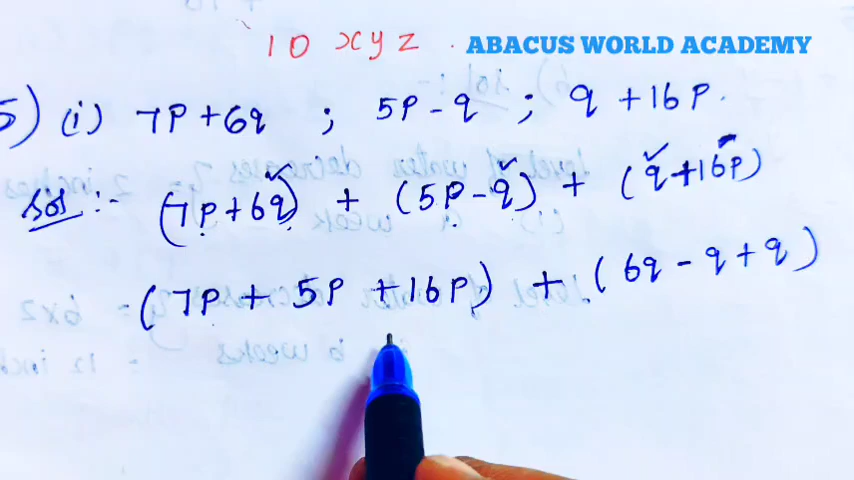 10 xyz . ABACUS WORLD ACADEMY
5) (i) 7p+6q ; 5p-q ; q +16p.
sol :- (7p+6q) + (5p-q) + (q+16p)
(7p + 5p +16p) + (6q - q + q)